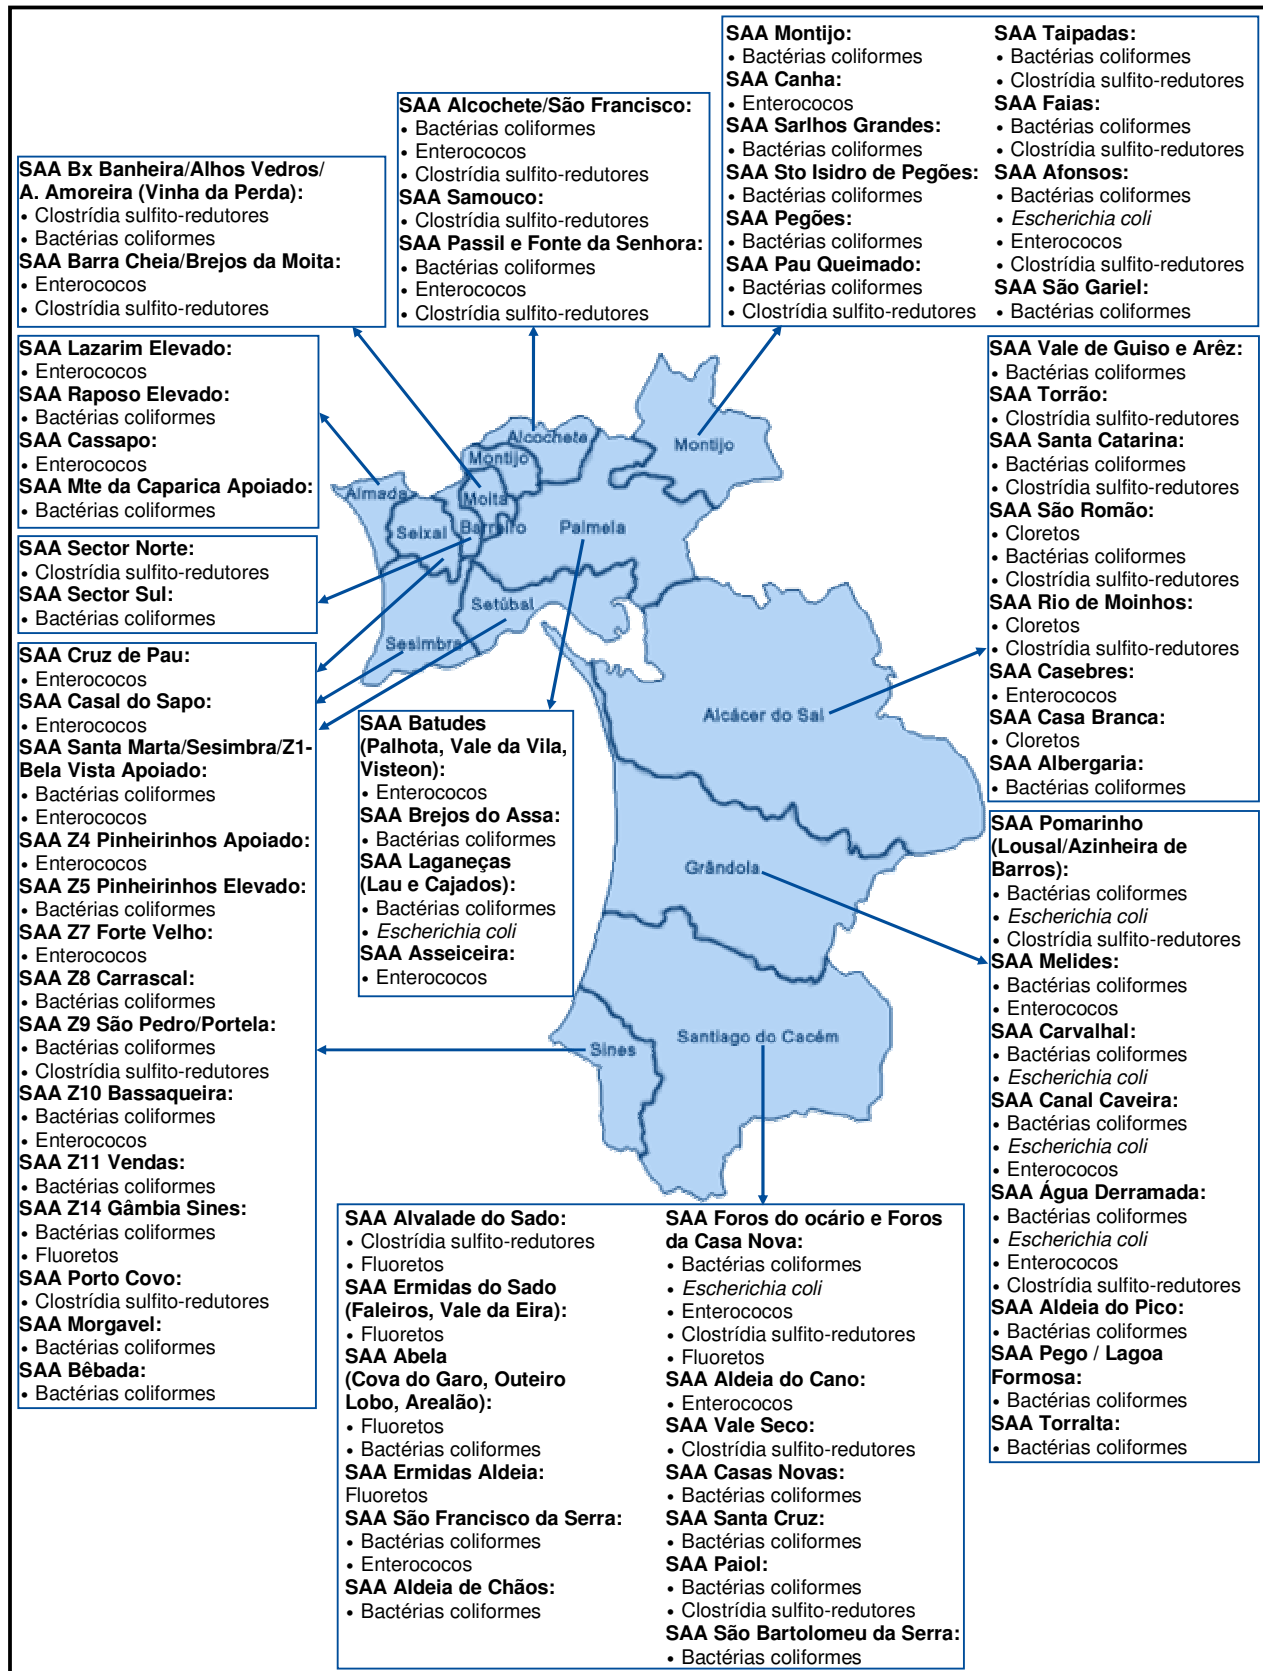 SAA Montijo:
• Bactérias coliformes
SAA Canha:
• Enterococos
SAA Sarlhos Grandes:
• Bactérias coliformes
SAA Sto Isidro de Pegões:
• Bactérias coliformes
SAA Pegões:
• Bactérias coliformes
SAA Pau Queimado:
• Bactérias coliformes
• Clostrídia sulfito-redutores
SAA Taipadas:
• Bactérias coliformes
• Clostrídia sulfito-redutores
SAA Faias:
• Bactérias coliformes
• Clostrídia sulfito-redutores
SAA Afonsos:
• Bactérias coliformes
• Escherichia coli
• Enterococos
• Clostrídia sulfito-redutores
SAA São Gariel:
• Bactérias coliformes
SAA Alcochete/São Francisco:
• Bactérias coliformes
• Enterococos
• Clostrídia sulfito-redutores
SAA Samouco:
• Clostrídia sulfito-redutores
SAA Passil e Fonte da Senhora:
• Bactérias coliformes
• Enterococos
• Clostrídia sulfito-redutores
SAA Bx Banheira/Alhos Vedros/
A. Amoreira (Vinha da Perda):
• Clostrídia sulfito-redutores
• Bactérias coliformes
SAA Barra Cheia/Brejos da Moita:
• Enterococos
• Clostrídia sulfito-redutores
SAA Lazarim Elevado:
• Enterococos
SAA Raposo Elevado:
• Bactérias coliformes
SAA Cassapo:
• Enterococos
SAA Mte da Caparica Apoiado:
• Bactérias coliformes
SAA Sector Norte:
• Clostrídia sulfito-redutores
SAA Sector Sul:
• Bactérias coliformes
SAA Cruz de Pau:
• Enterococos
SAA Casal do Sapo:
• Enterococos
SAA Santa Marta/Sesimbra/Z1-
Bela Vista Apoiado:
• Bactérias coliformes
• Enterococos
SAA Z4 Pinheirinhos Apoiado:
• Enterococos
SAA Z5 Pinheirinhos Elevado:
• Bactérias coliformes
SAA Z7 Forte Velho:
• Enterococos
SAA Z8 Carrascal:
• Bactérias coliformes
SAA Z9 São Pedro/Portela:
• Bactérias coliformes
• Clostrídia sulfito-redutores
SAA Z10 Bassaqueira:
• Bactérias coliformes
• Enterococos
SAA Z11 Vendas:
• Bactérias coliformes
SAA Z14 Gâmbia Sines:
• Bactérias coliformes
• Fluoretos
SAA Porto Covo:
• Clostrídia sulfito-redutores
SAA Morgavel:
• Bactérias coliformes
SAA Bêbada:
• Bactérias coliformes
Alcochete
Montijo
Montijo
Almada
Moita
Seixal
Barreiro
Palmela
Setúbal
Sesimbra
Alcácer do Sal
Grândola
Santiago do Cacém
Sines
SAA Batudes
(Palhota, Vale da Vila,
Visteon):
• Enterococos
SAA Brejos do Assa:
• Bactérias coliformes
SAA Laganeças
(Lau e Cajados):
• Bactérias coliformes
• Escherichia coli
SAA Asseiceira:
• Enterococos
SAA Vale de Guiso e Arêz:
• Bactérias coliformes
SAA Torrão:
• Clostrídia sulfito-redutores
SAA Santa Catarina:
• Bactérias coliformes
• Clostrídia sulfito-redutores
SAA São Romão:
• Cloretos
• Bactérias coliformes
• Clostrídia sulfito-redutores
SAA Rio de Moinhos:
• Cloretos
• Clostrídia sulfito-redutores
SAA Casebres:
• Enterococos
SAA Casa Branca:
• Cloretos
SAA Albergaria:
• Bactérias coliformes
SAA Pomarinho
(Lousal/Azinheira de
Barros):
• Bactérias coliformes
• Escherichia coli
• Clostrídia sulfito-redutores
SAA Melides:
• Bactérias coliformes
• Enterococos
SAA Carvalhal:
• Bactérias coliformes
• Escherichia coli
SAA Canal Caveira:
• Bactérias coliformes
• Escherichia coli
• Enterococos
SAA Água Derramada:
• Bactérias coliformes
• Escherichia coli
• Enterococos
• Clostrídia sulfito-redutores
SAA Aldeia do Pico:
• Bactérias coliformes
SAA Pego / Lagoa
Formosa:
• Bactérias coliformes
SAA Torralta:
• Bactérias coliformes
SAA Alvalade do Sado:
• Clostrídia sulfito-redutores
• Fluoretos
SAA Ermidas do Sado
(Faleiros, Vale da Eira):
• Fluoretos
SAA Abela
(Cova do Garo, Outeiro
Lobo, Arealão):
• Fluoretos
• Bactérias coliformes
SAA Ermidas Aldeia:
Fluoretos
SAA São Francisco da Serra:
• Bactérias coliformes
• Enterococos
SAA Aldeia de Chãos:
• Bactérias coliformes
SAA Foros do ocário e Foros
da Casa Nova:
• Bactérias coliformes
• Escherichia coli
• Enterococos
• Clostrídia sulfito-redutores
• Fluoretos
SAA Aldeia do Cano:
• Enterococos
SAA Vale Seco:
• Clostrídia sulfito-redutores
SAA Casas Novas:
• Bactérias coliformes
SAA Santa Cruz:
• Bactérias coliformes
SAA Paiol:
• Bactérias coliformes
• Clostrídia sulfito-redutores
SAA São Bartolomeu da Serra:
• Bactérias coliformes